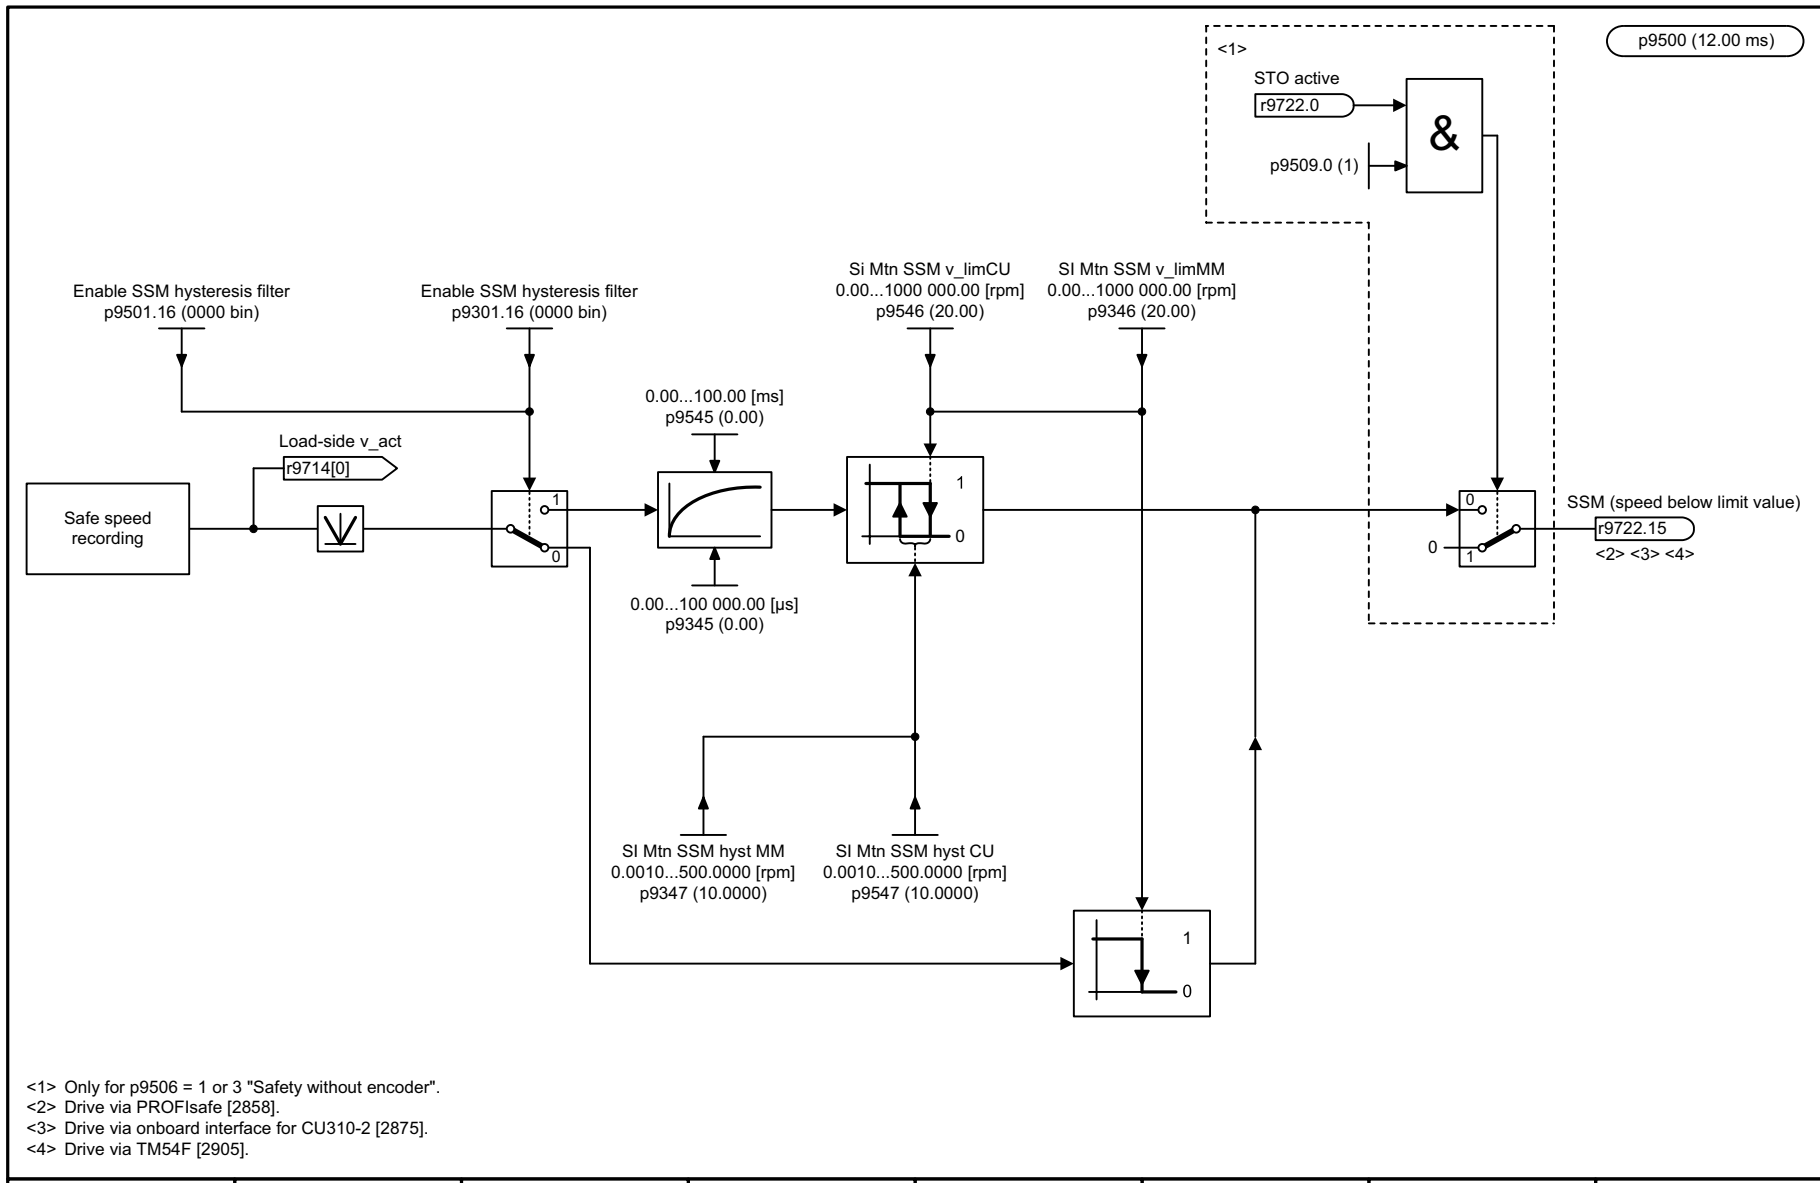 <1>
p9500 (12.00 ms)
STO active
r9722.0
&
p9509.0 (1)
Enable SSM hysteresis filter
p9501.16 (0000 bin)
Enable SSM hysteresis filter
p9301.16 (0000 bin)
Si Mtn SSM v_limCU
0.00...1000 000.00 [rpm]
p9546 (20.00)
SI Mtn SSM v_limMM
0.00...1000 000.00 [rpm]
p9346 (20.00)
0.00...100.00 [ms]
p9545 (0.00)
Load-side v_act
r9714[0]
Safe speed
recording
1
0
1
0
0
0
1
SSM (speed below limit value)
r9722.15
<2> <3> <4>
0.00...100 000.00 [µs]
p9345 (0.00)
SI Mtn SSM hyst MM
0.0010...500.0000 [rpm]
p9347 (10.0000)
SI Mtn SSM hyst CU
0.0010...500.0000 [rpm]
p9547 (10.0000)
1
0
<1> Only for p9506 = 1 or 3 "Safety without encoder".
<2> Drive via PROFIsafe [2858].
<3> Drive via onboard interface for CU310-2 [2875].
<4> Drive via TM54F [2905].